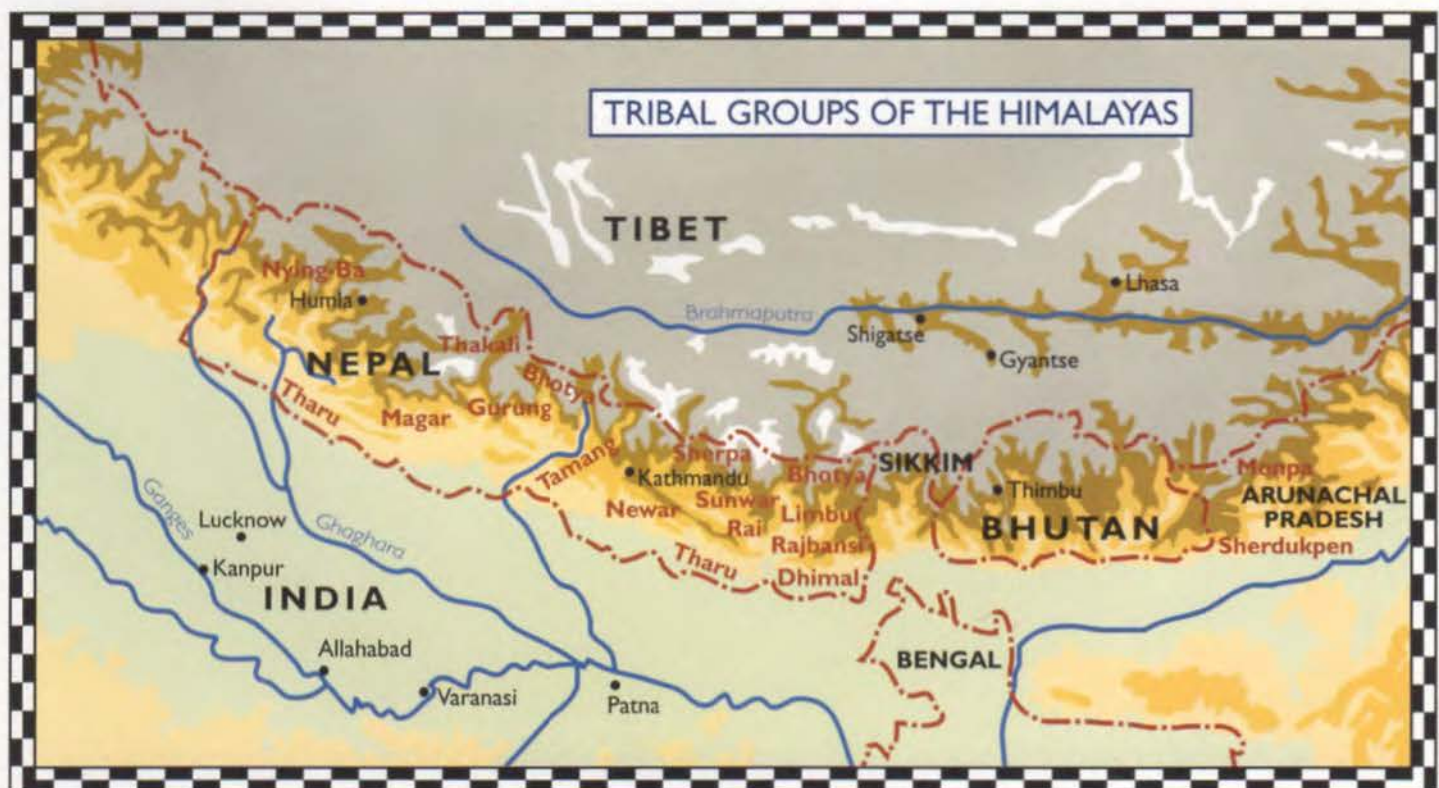 TRIBAL GROUPS OF THE HIMALAYAS
TIBET
Nying-Ba
Humla
Lhasa
Brahmaputra
Shigatse
Gyantse
Thakali
NEPAL
Bhotya
Tharu
Magar
Gurung
Tamang
Sherpa
Kathmandu
Bhotya
SIKKIM
Thimbu
Monpa
ARUNACHAL
PRADESH
Newar
Sunwar
Limbu
Rai
Rajbansi
BHUTAN
Sherdukpen
Tharu
Dhimal
Ganges
Lucknow
Ghaghara
Kanpur
INDIA
Allahabad
Varanasi
Patna
BENGAL